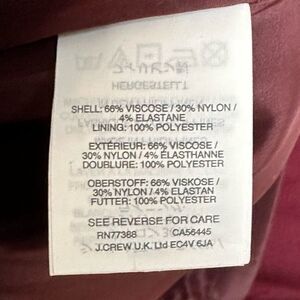 HERGESTELLT
SHELL: 66% VISCOSE / 30% NYLON /
4% ELASTANE
LINING: 100% POLYESTER
EXTÉRIEUR: 66% VISCOSE /
30% NYLON / 4% ÉLASTHANNE
DOUBLURE: 100% POLYESTER
OBERSTOFF: 66% VISKOSE /
30% NYLON / 4% ELASTAN
FUTTER: 100% POLYESTER
SEE REVERSE FOR CARE
RN77388 CA56445
J.CREW U.K. Ltd EC4V 6JA